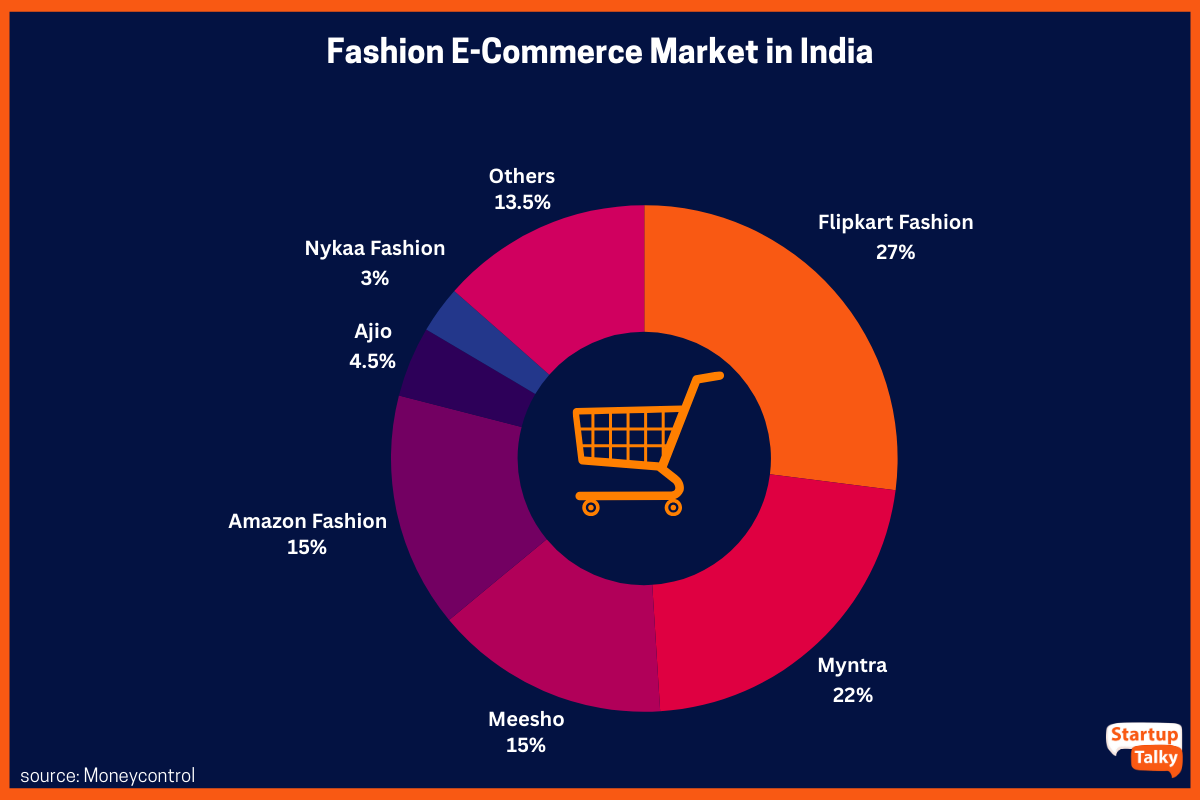 Fashion E-Commerce Market in India
Others
13.5%
Flipkart Fashion
27%
Nykaa Fashion
3%
Ajio
4.5%
Amazon Fashion
15%
Myntra
22%
Meesho
15%
source: Moneycontrol
Startup
Talky